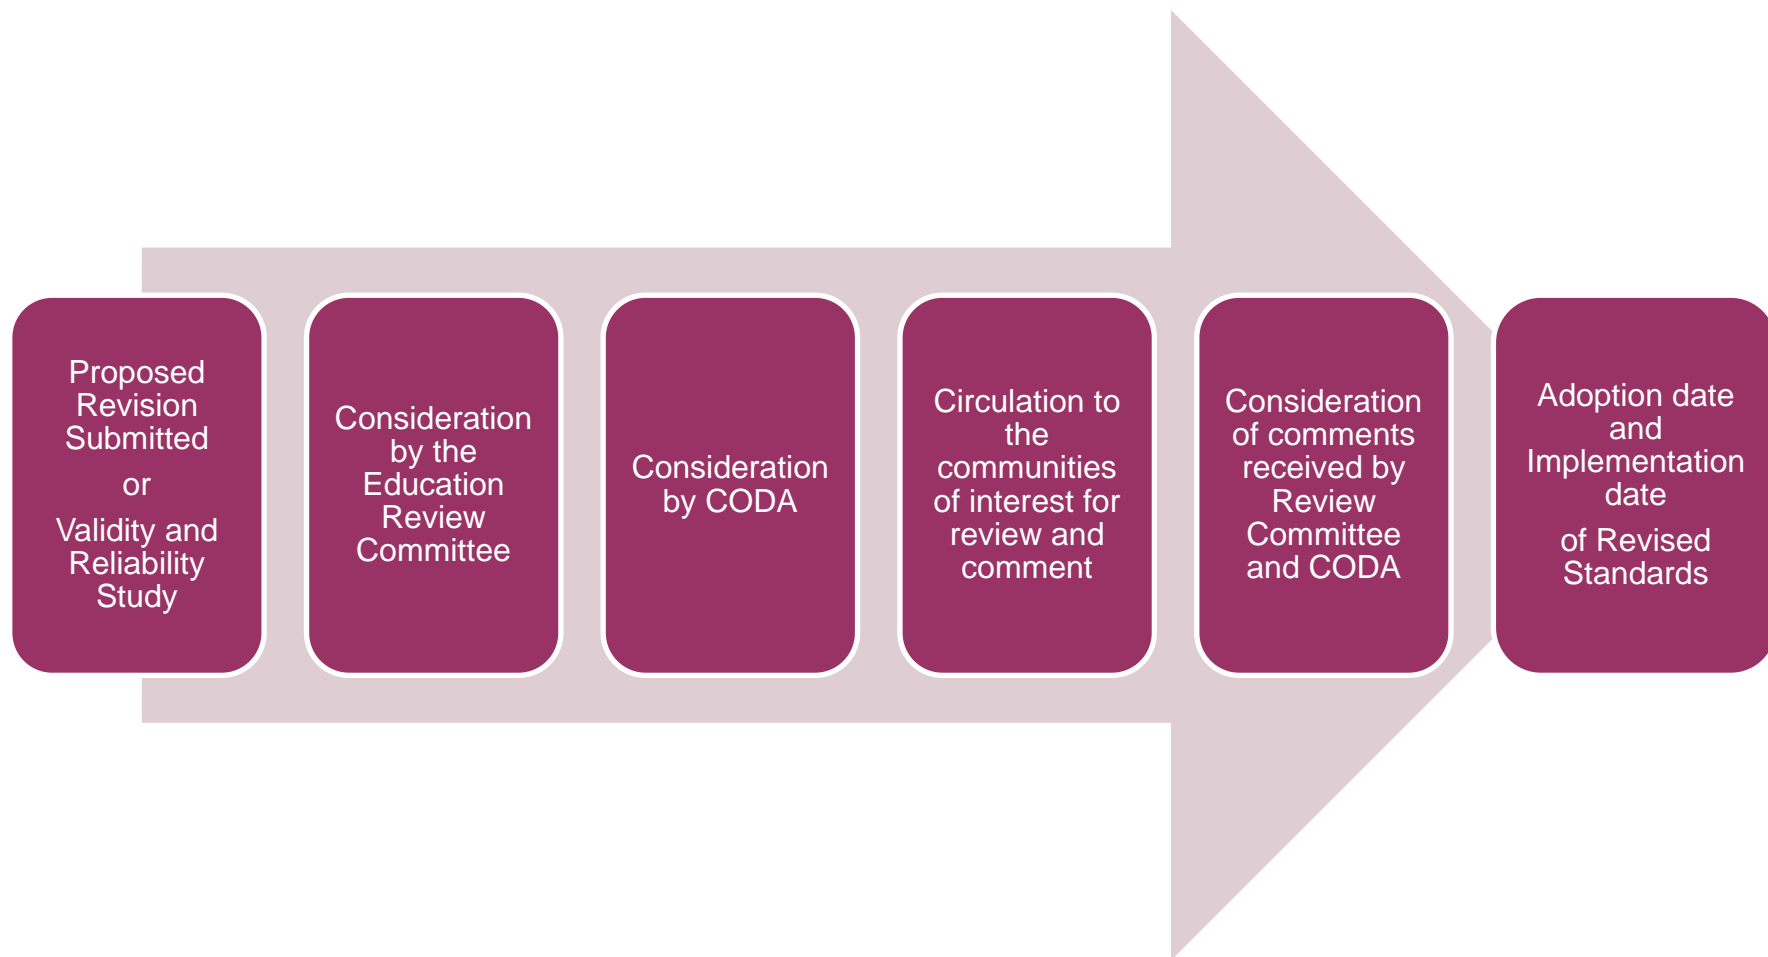 Proposed
Revision
Submitted
or
Validity and
Reliability
Study
Consideration
by the
Education
Review
Committee
Consideration
by CODA
Circulation to
the
communities
of interest for
review and
comment
Consideration
of comments
received by
Review
Committee
and CODA
Adoption date
and
Implementation
date
of Revised
Standards